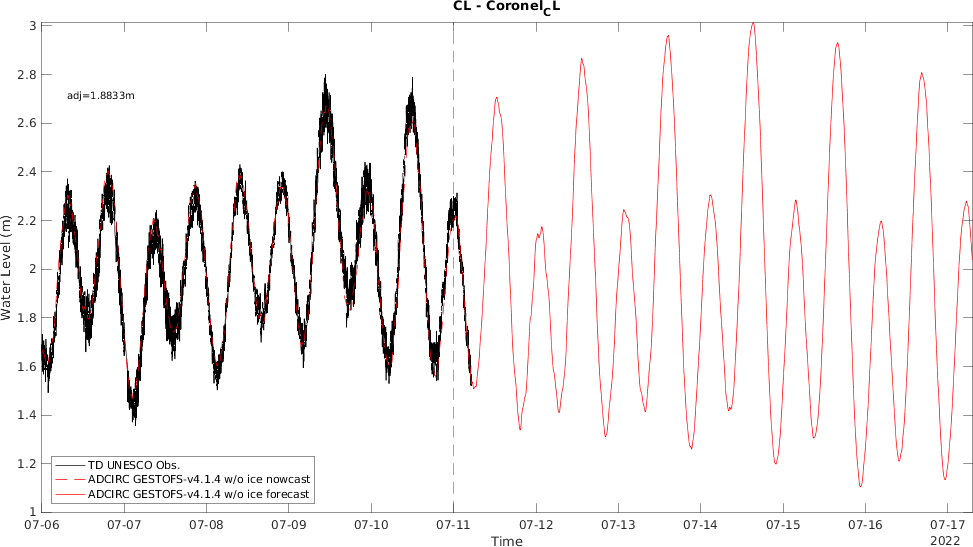 CL - Coronel_CL
3
2.8
2.6
2.4
2.2
2
1.8
1.6
1.4
1.2
1
Water Level (m)
adj=1.8833m
TD UNESCO Obs.
ADCIRC GESTOFS-v4.1.4 w/o ice nowcast
ADCIRC GESTOFS-v4.1.4 w/o ice forecast
07-06 07-07 07-08 07-09 07-10 07-11 07-12 07-13 07-14 07-15 07-16 07-17
Time
2022